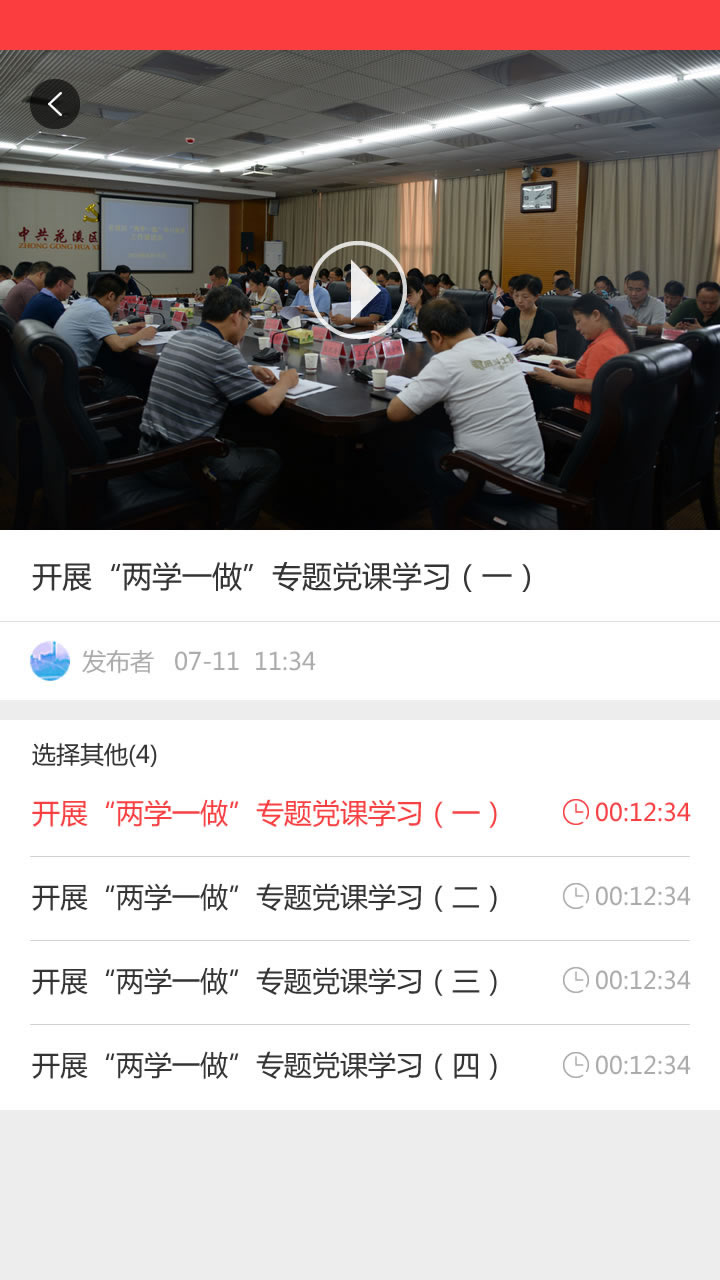 中共花溪区
ZHONG GONG HUA XI
开展“两学一做”专题党课学习（一）
发布者 07-11 11:34
选择其他(4)
开展“两学一做”专题党课学习（一） 00:12:34
开展“两学一做”专题党课学习（二） 00:12:34
开展“两学一做”专题党课学习（三） 00:12:34
开展“两学一做”专题党课学习（四） 00:12:34